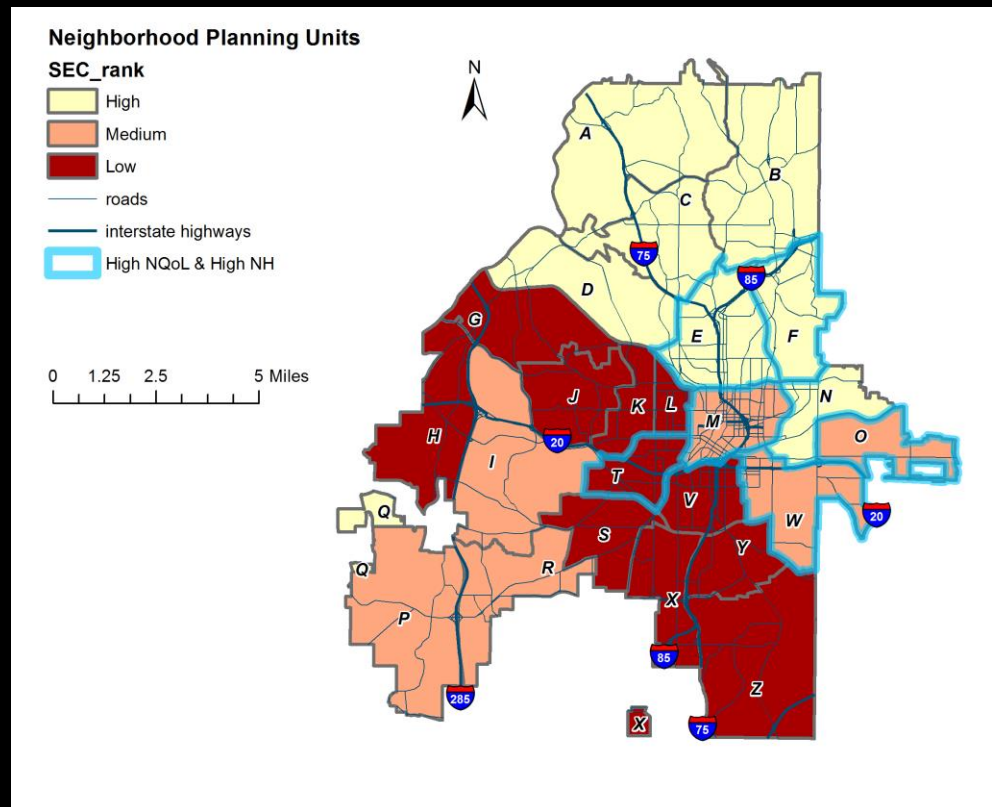 Neighborhood Planning Units
SEC_rank
High
Medium
Low
roads
interstate highways
High NQoL & High NH
N
0 1.25 2.5 5 Miles
A
B
C
75
85
D
E
F
G
N
J
K
L
M
O
H
20
I
T
V
W
20
Q
S
Y
Q
R
X
P
85
Z
285
X
75